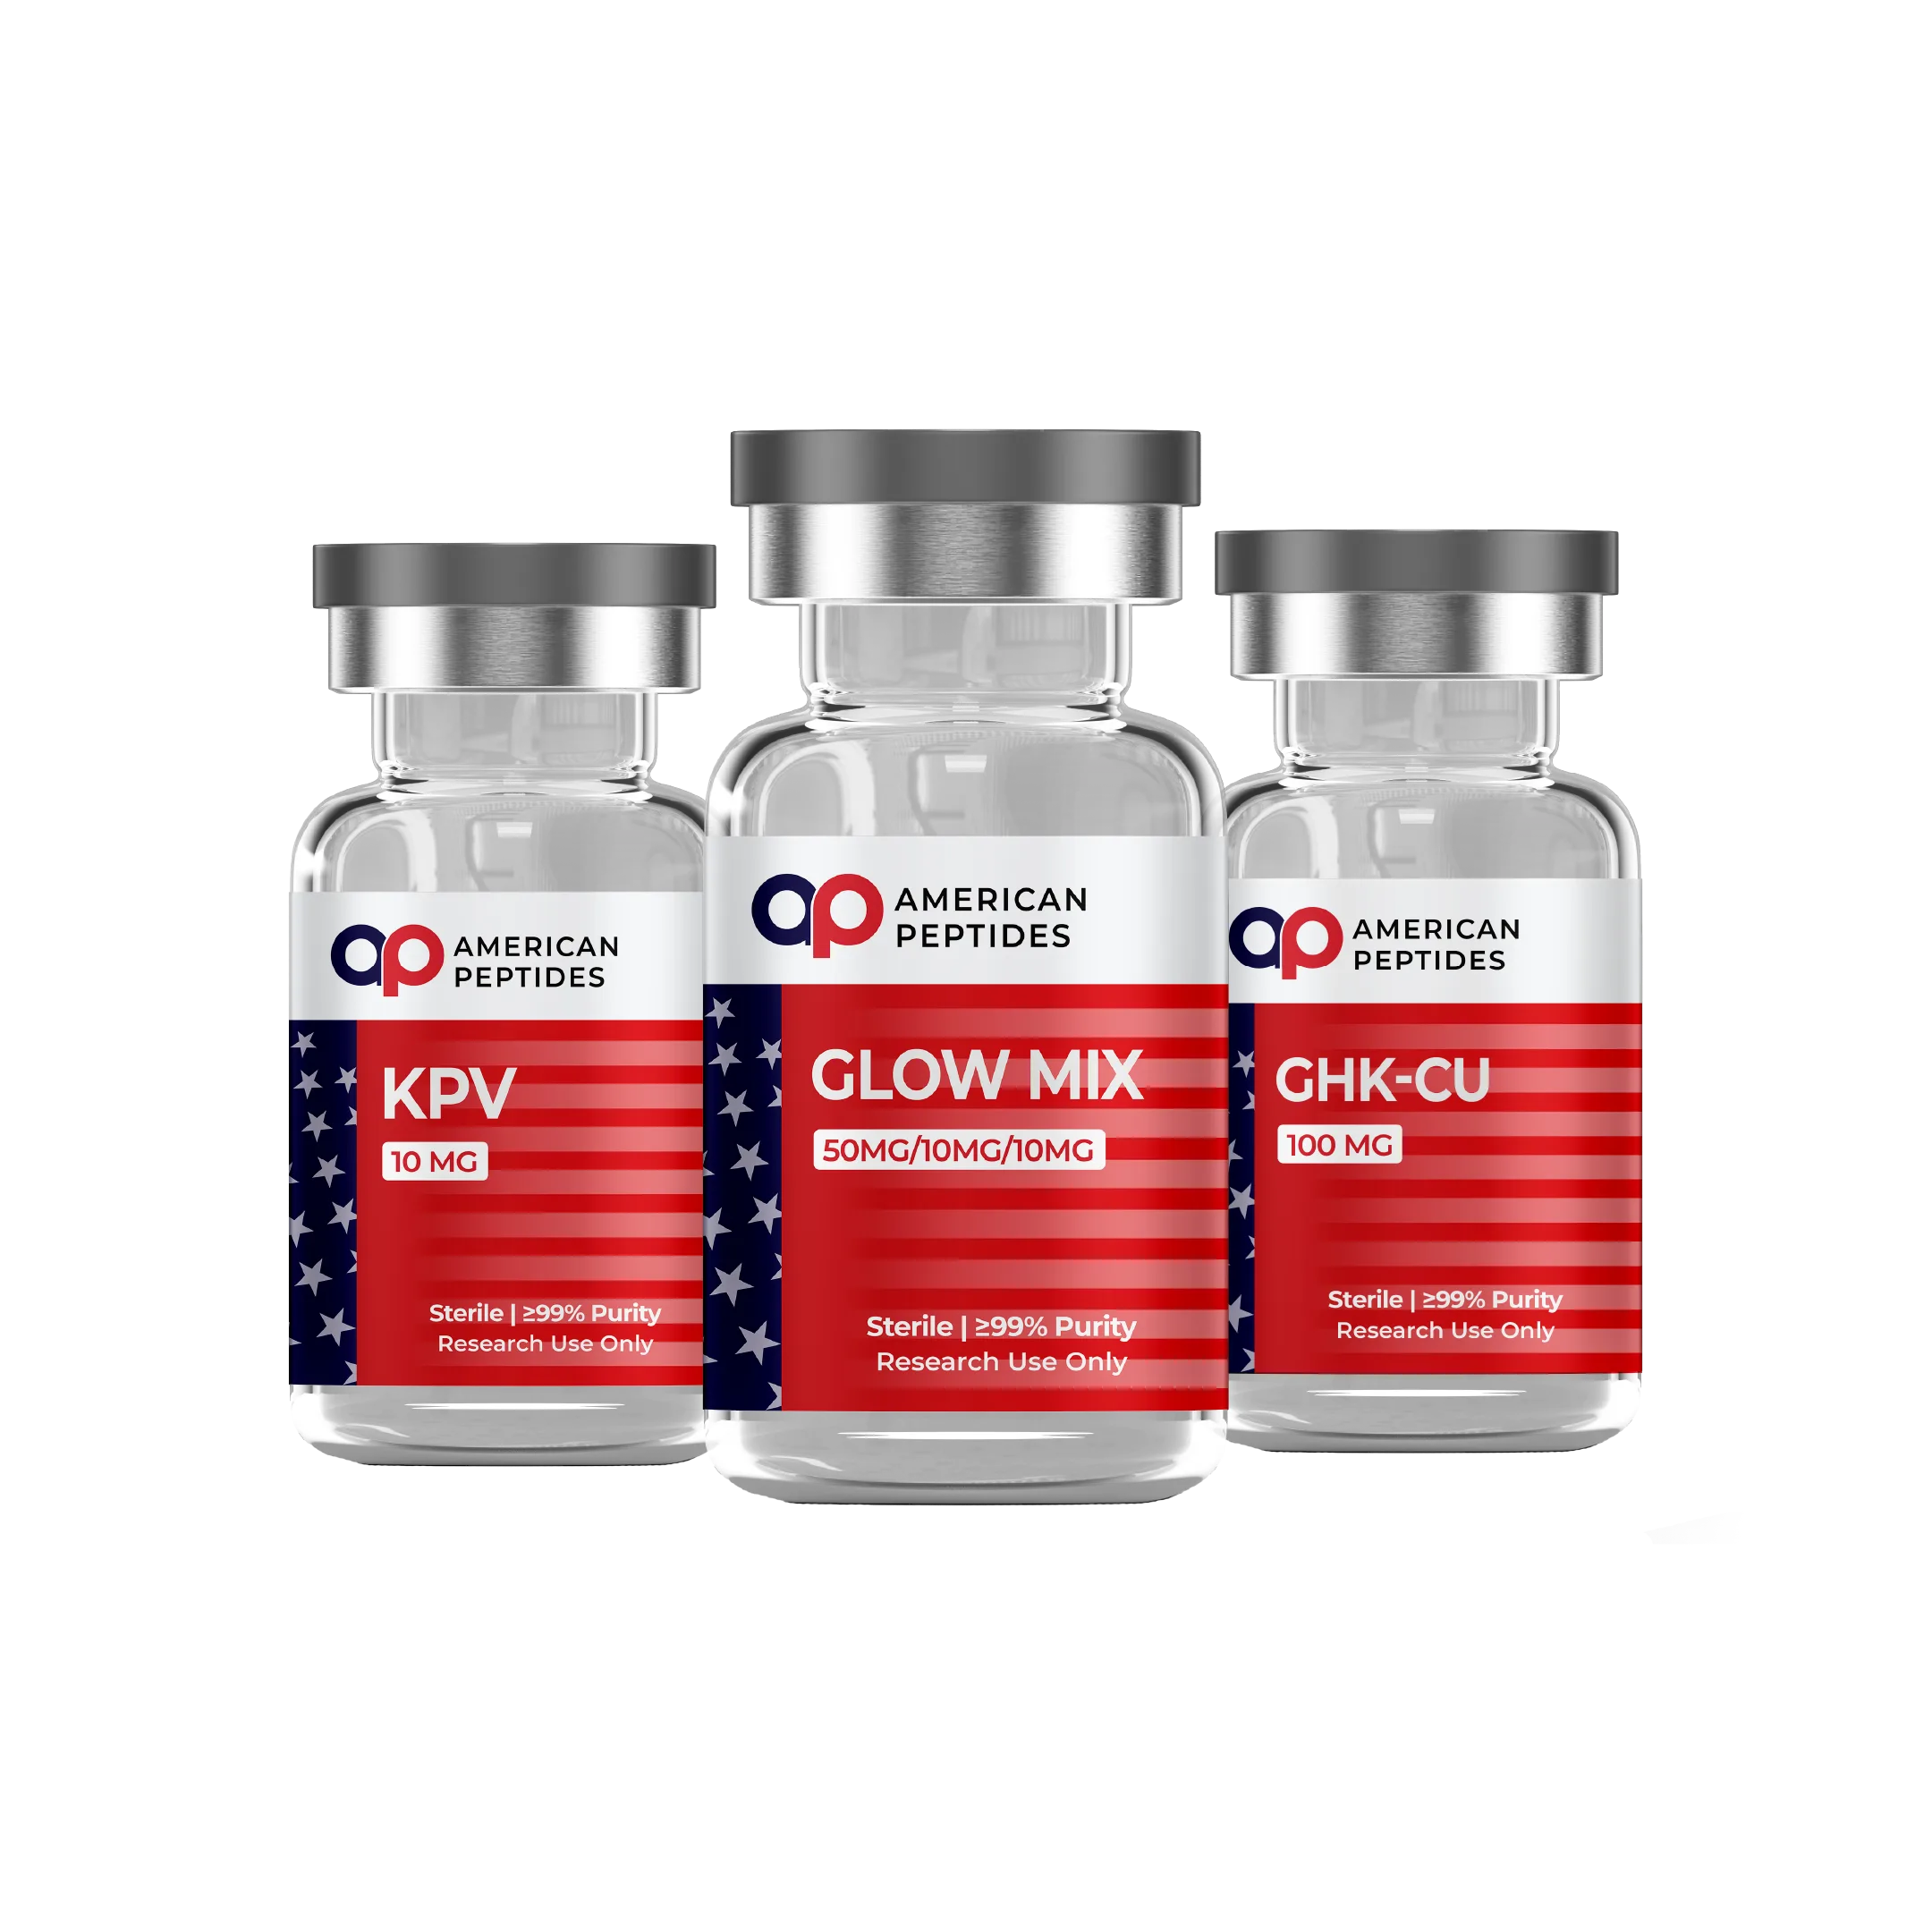 ap AMERICAN
PEPTIDES
KPV
10 MG
Sterile | ≥99% Purity
Research Use Only
ap AMERICAN
PEPTIDES
GLOW MIX
50MG/10MG/10MG
Sterile | ≥99% Purity
Research Use Only
ap AMERICAN
PEPTIDES
GHK-CU
100 MG
Sterile | ≥99% Purity
Research Use Only